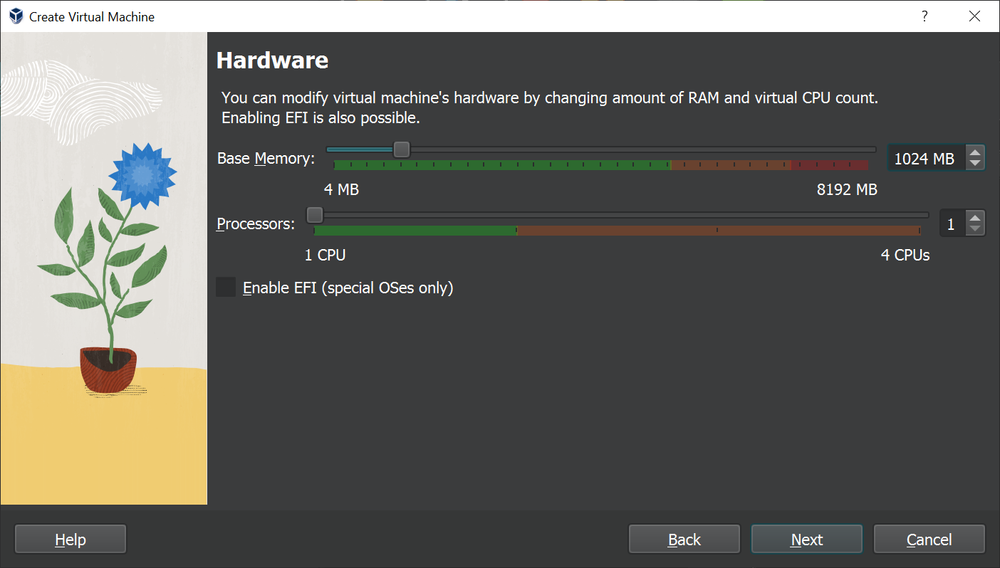 Create Virtual Machine
?
Hardware
You can modify virtual machine's hardware by changing amount of RAM and virtual CPU count.
Enabling EFI is also possible.
Base Memory:
1024 MB
4 MB
8192 MB
Processors:
1
1 CPU
4 CPUs
Enable EFI (special OSes only)
Help
Back
Next
Cancel